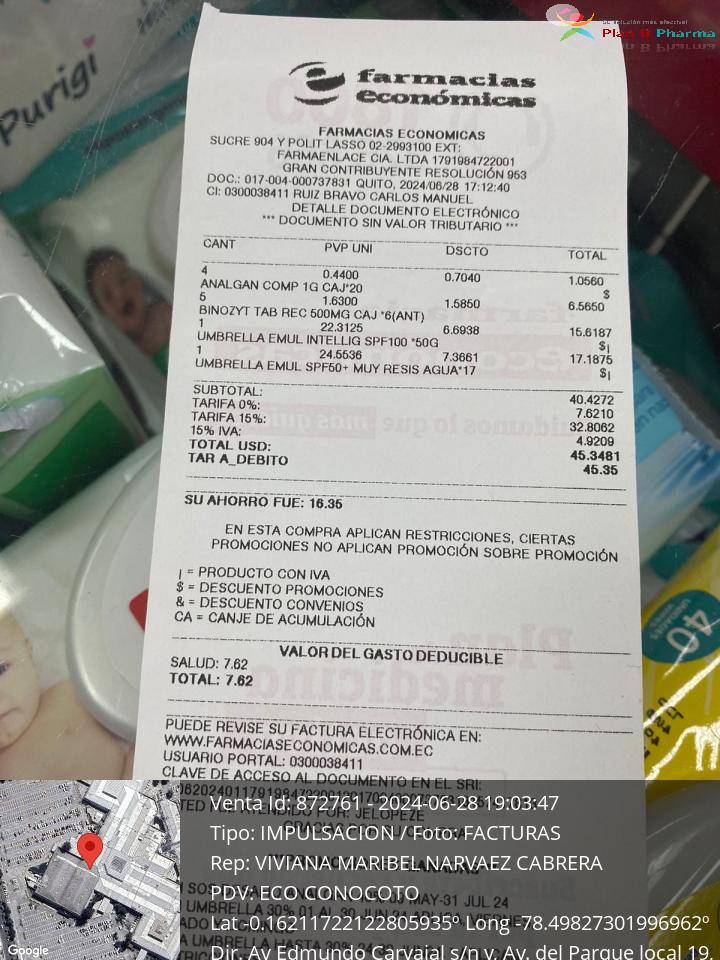 Su solución más efectiva!
Plan B Pharma
Purigi
farmacias
económicas
FARMACIAS ECONOMICAS
SUCRE 904 Y POLIT LASSO 02-2993100 EXT:
FARMAENLACE CIA. LTDA 1791984722001
GRAN CONTRIBUYENTE RESOLUCIÓN 953
DOC.: 017-004-000737831 QUITO, 2024/06/28 17:12:40
CI: 0300038411 RUIZ BRAVO CARLOS MANUEL
DETALLE DOCUMENTO ELECTRÓNICO
*** DOCUMENTO SIN VALOR TRIBUTARIO ***
CANT PVP UNI DSCTO TOTAL
4 0.4400 0.7040 1.0560
ANALGAN COMP 1G CAJ*20 $
5 1.6300 1.5850 6.5650
BINOZYT TAB REC 500MG CAJ *6(ANT)
1 22.3125 6.6938 15.6187
UMBRELLA EMUL INTELLIG SPF100 *50G $¡
1 24.5536 7.3661 17.1875
UMBRELLA EMUL SPF50+ MUY RESIS AGUA*17 $¡
SUBTOTAL: 40.4272
TARIFA 0%: 7.6210
TARIFA 15%: 32.8062
15% IVA: 4.9209
TOTAL USD: 45.3481
TAR A_DEBITO 45.35
SU AHORRO FUE: 16.35
EN ESTA COMPRA APLICAN RESTRICCIONES, CIERTAS
PROMOCIONES NO APLICAN PROMOCIÓN SOBRE PROMOCIÓN
¡ = PRODUCTO CON IVA
$ = DESCUENTO PROMOCIONES
& = DESCUENTO CONVENIOS
CA = CANJE DE ACUMULACIÓN
VALOR DEL GASTO DEDUCIBLE
SALUD: 7.62
TOTAL: 7.62
PUEDE REVISE SU FACTURA ELECTRÓNICA EN:
WWW.FARMACIASECONOMICAS.COM.EC
USUARIO PORTAL: 0300038411
CLAVE DE ACCESO AL DOCUMENTO EN EL SRI:
ATENDIDO POR: JELOPEZE
40
UNIDADES
Venta Id: 872761 - 2024-06-28 19:03:47
Tipo: IMPULSACION - Foto: FACTURAS
Rep: VIVIANA MARIBEL NARVAEZ CABRERA
PDV: ECO CONOCOTO
Lat:-0.16211722122805935º Long-78.49827301996962º
Dir. Av Edmundo Carvajal s/n y. Av. del Parque local 19,
Google